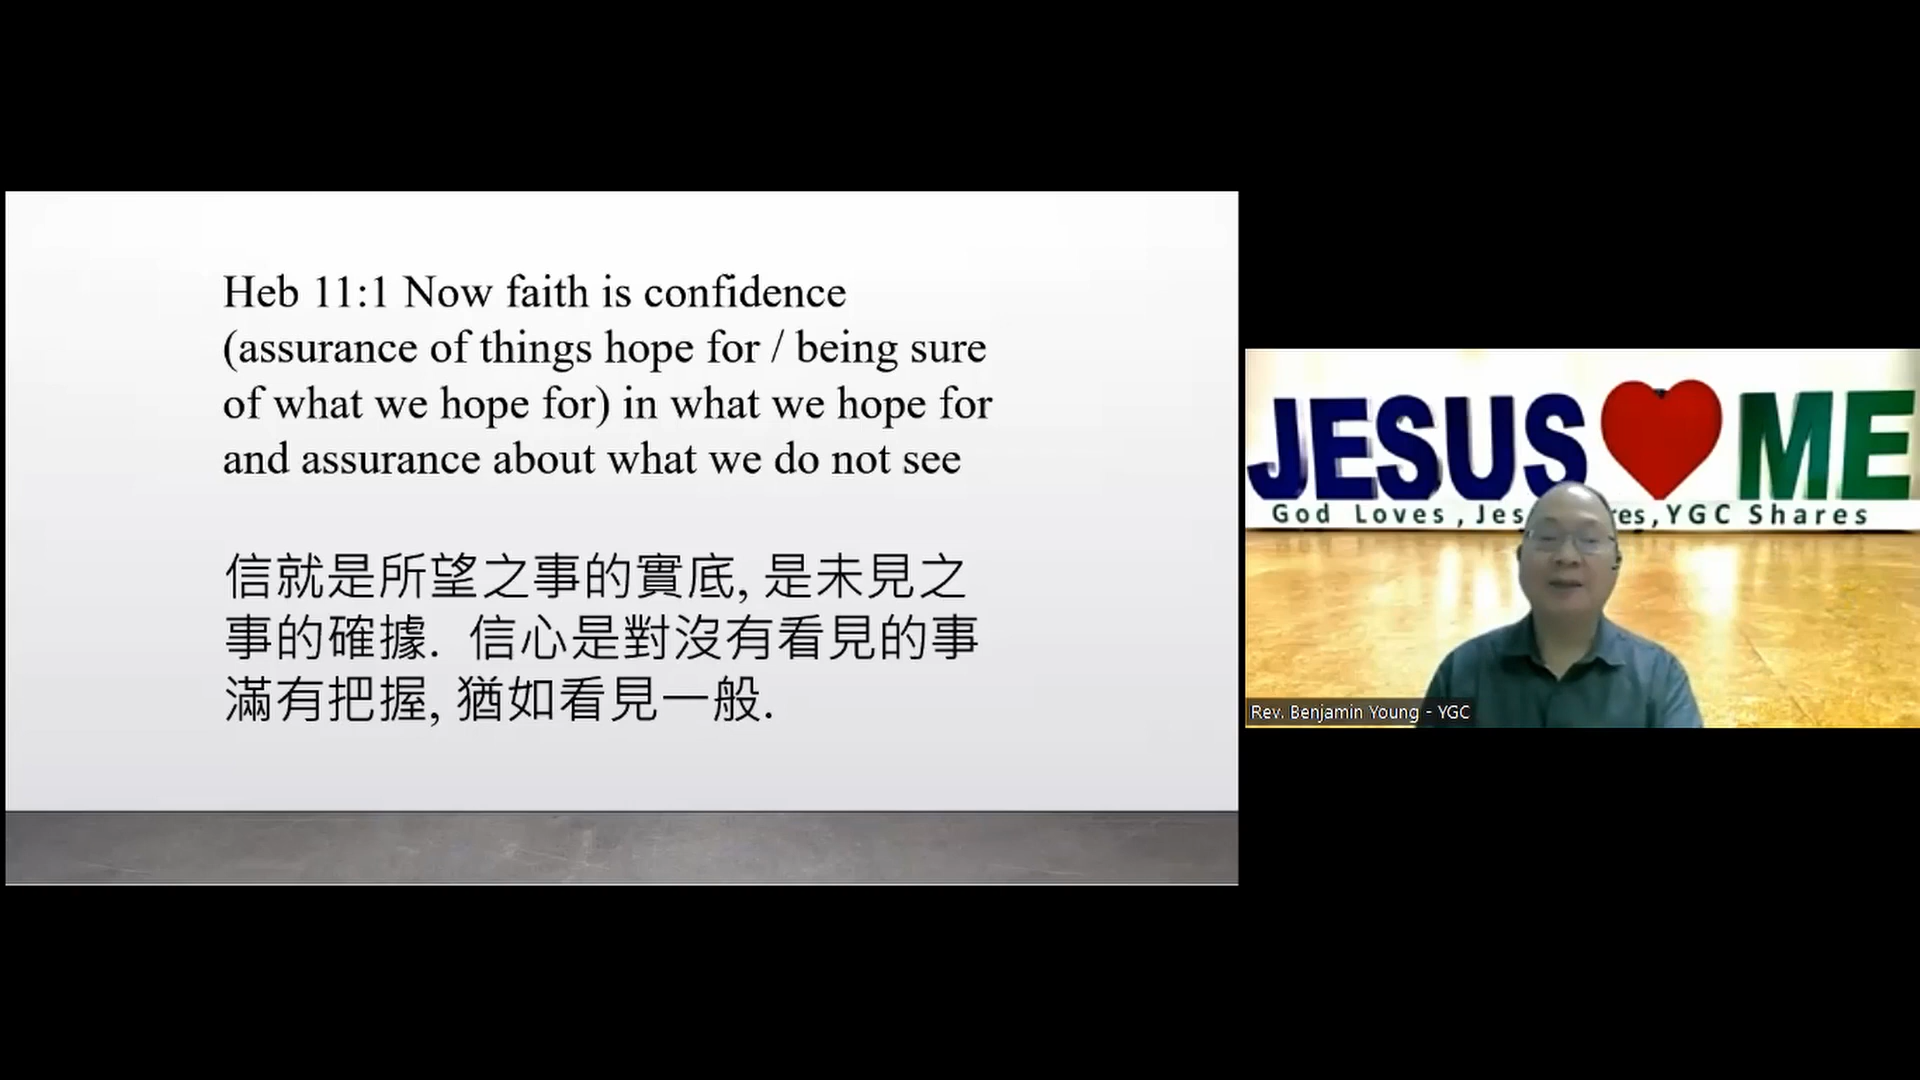 Heb 11:1 Now faith is confidence
(assurance of things hope for / being sure
of what we hope for) in what we hope for
and assurance about what we do not see
信就是所望之事的實底, 是未見之
事的確據. 信心是對沒有看見的事
滿有把握, 猶如看見一般.
JESUS ME
God Loves, Jes res, YGC Shares
Rev. Benjamin Young - YGC